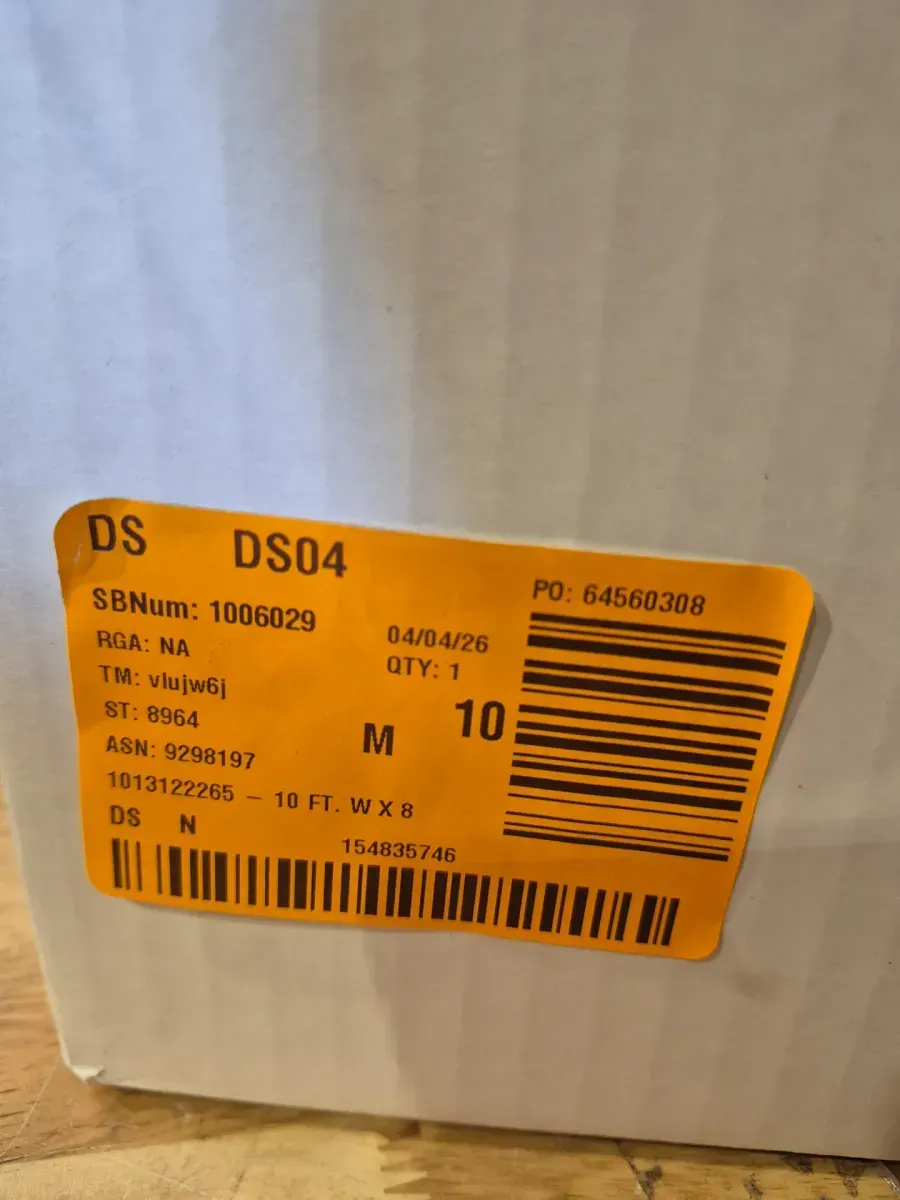 DS DS04
SBNum: 1006029
RGA: NA
TM: vlujw6j
ST: 8964
ASN: 9298197
1013122265 – 10 FT. W X 8
DS N
04/04/26
QTY: 1
M 10
PO: 64560308
154835746